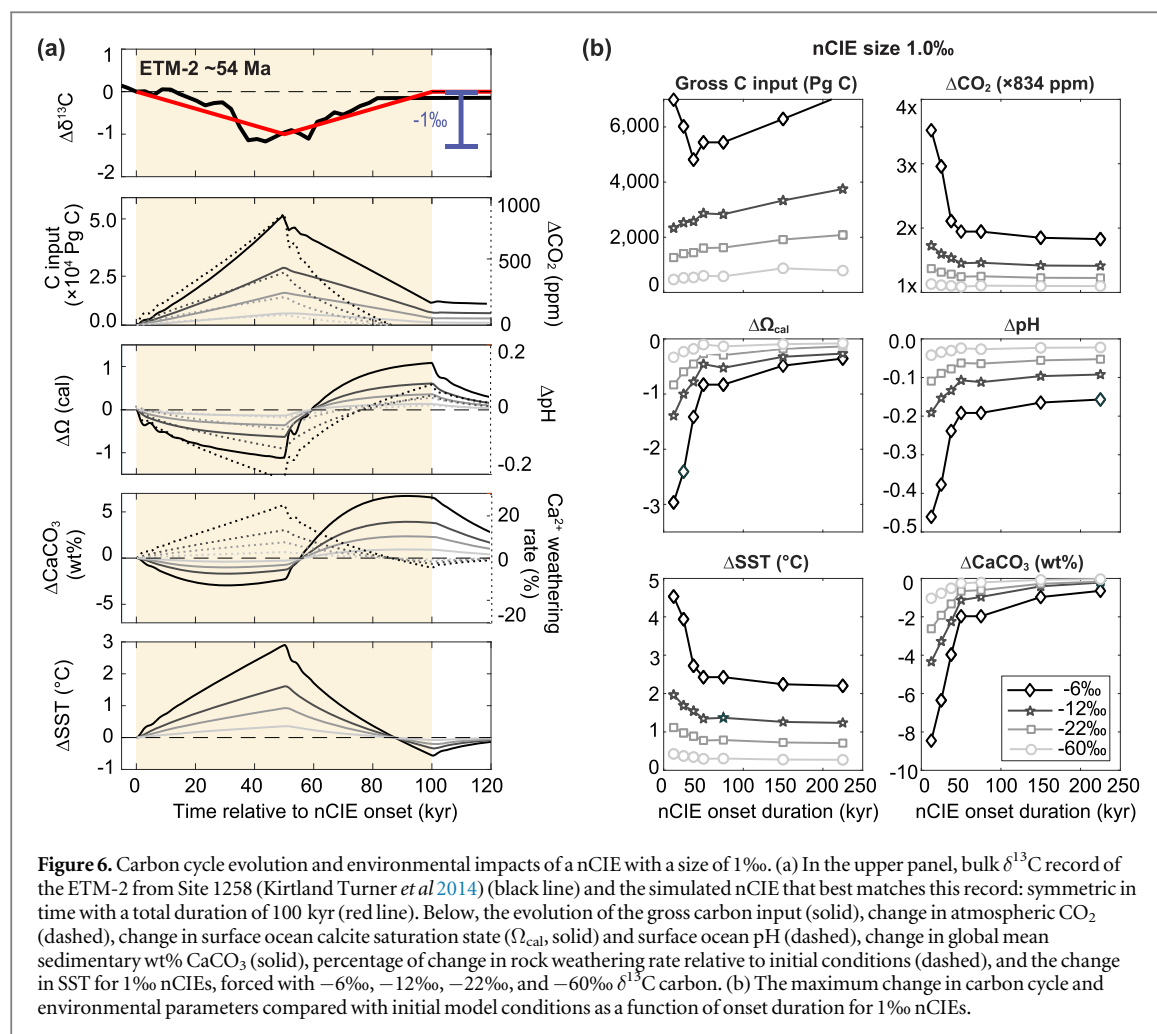 (a)
ETM-2 ~54 Ma
1
0
-1
-2
Δδ¹³C
-1‰
5.0
2.5
0.0
C input
(×10⁴ Pg C)
1000
500
0
ΔCO₂ (ppm)
1
0
-1
ΔΩ (cal)
0.2
0
-0.2
ΔpH
5
0
-5
ΔCaCO₃
(wt%)
20
0
-20
Ca²⁺ weathering
rate (%)
3
2
1
0
-1
ΔSST (°C)
0 20 40 60 80 100 120
Time relative to nCIE onset (kyr)
(b)
nCIE size 1.0‰
Gross C input (Pg C)
6,000
4,000
2,000
0
ΔCO₂ (×834 ppm)
4x
3x
2x
1x
ΔΩcal
0
-1
-2
-3
ΔpH
0
-0.1
-0.2
-0.3
-0.4
-0.5
ΔSST (°C)
5
4
3
2
1
0
0 50 100 150 200 250
nCIE onset duration (kyr)
ΔCaCO₃ (wt%)
0
-2
-4
-6
-8
-10
-6‰
-12‰
-22‰
-60‰
0 50 100 150 200 250
nCIE onset duration (kyr)
Figure 6. Carbon cycle evolution and environmental impacts of a nCIE with a size of 1‰. (a) In the upper panel, bulk δ¹³C record of
the ETM-2 from Site 1258 (Kirtland Turner et al 2014) (black line) and the simulated nCIE that best matches this record: symmetric in
time with a total duration of 100 kyr (red line). Below, the evolution of the gross carbon input (solid), change in atmospheric CO₂
(dashed), change in surface ocean calcite saturation state (Ωcal, solid) and surface ocean pH (dashed), change in global mean
sedimentary wt% CaCO₃ (solid), percentage of change in rock weathering rate relative to initial conditions (dashed), and the change
in SST for 1‰ nCIEs, forced with −6‰, −12‰, −22‰, and −60‰ δ¹³C carbon. (b) The maximum change in carbon cycle and
environmental parameters compared with initial model conditions as a function of onset duration for 1‰ nCIEs.